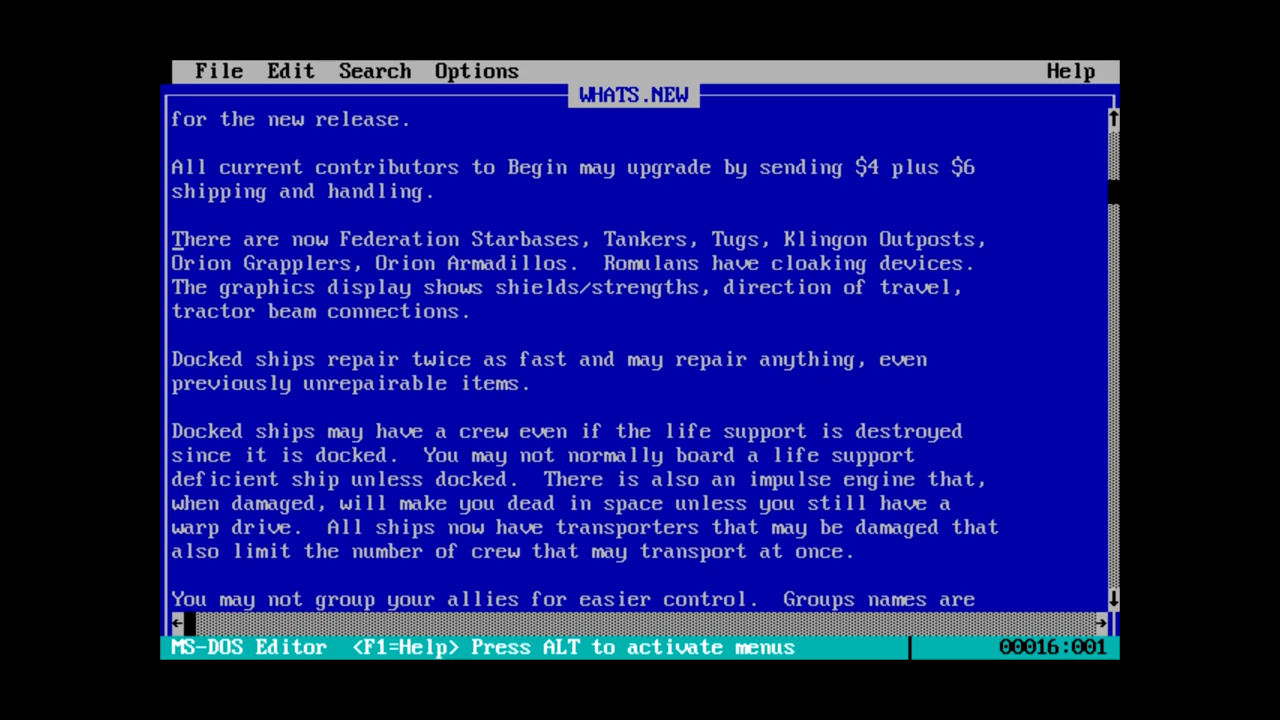 File Edit Search Options Help
WHATS.NEW
for the new release.
All current contributors to Begin may upgrade by sending $4 plus $6
shipping and handling.
There are now Federation Starbases, Tankers, Tugs, Klingon Outposts,
Orion Grapplers, Orion Armadillos.  Romulans have cloaking devices.
The graphics display shows shields/strengths, direction of travel,
tractor beam connections.
Docked ships repair twice as fast and may repair anything, even
previously unrepairable items.
Docked ships may have a crew even if the life support is destroyed
since it is docked.  You may not normally board a life support
deficient ship unless docked.  There is also an impulse engine that,
when damaged, will make you dead in space unless you still have a
warp drive.  All ships now have transporters that may be damaged that
also limit the number of crew that may transport at once.
You may not group your allies for easier control.  Groups names are
MS-DOS Editor  <F1=Help> Press ALT to activate menus 00016:001